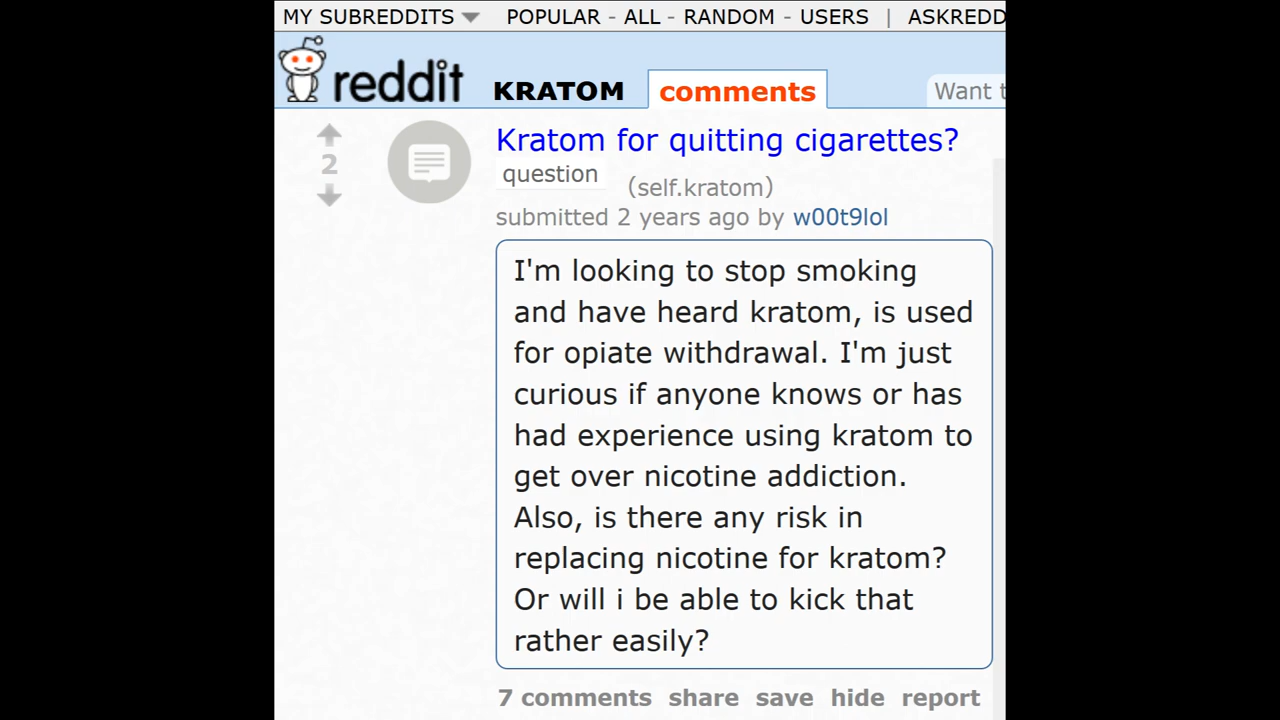 MY SUBREDDITS POPULAR - ALL - RANDOM - USERS | ASKREDD
reddit KRATOM comments Want t
Kratom for quitting cigarettes?
2
question (self.kratom)
submitted 2 years ago by w00t9lol
I'm looking to stop smoking
and have heard kratom, is used
for opiate withdrawal. I'm just
curious if anyone knows or has
had experience using kratom to
get over nicotine addiction.
Also, is there any risk in
replacing nicotine for kratom?
Or will i be able to kick that
rather easily?
7 comments share save hide report